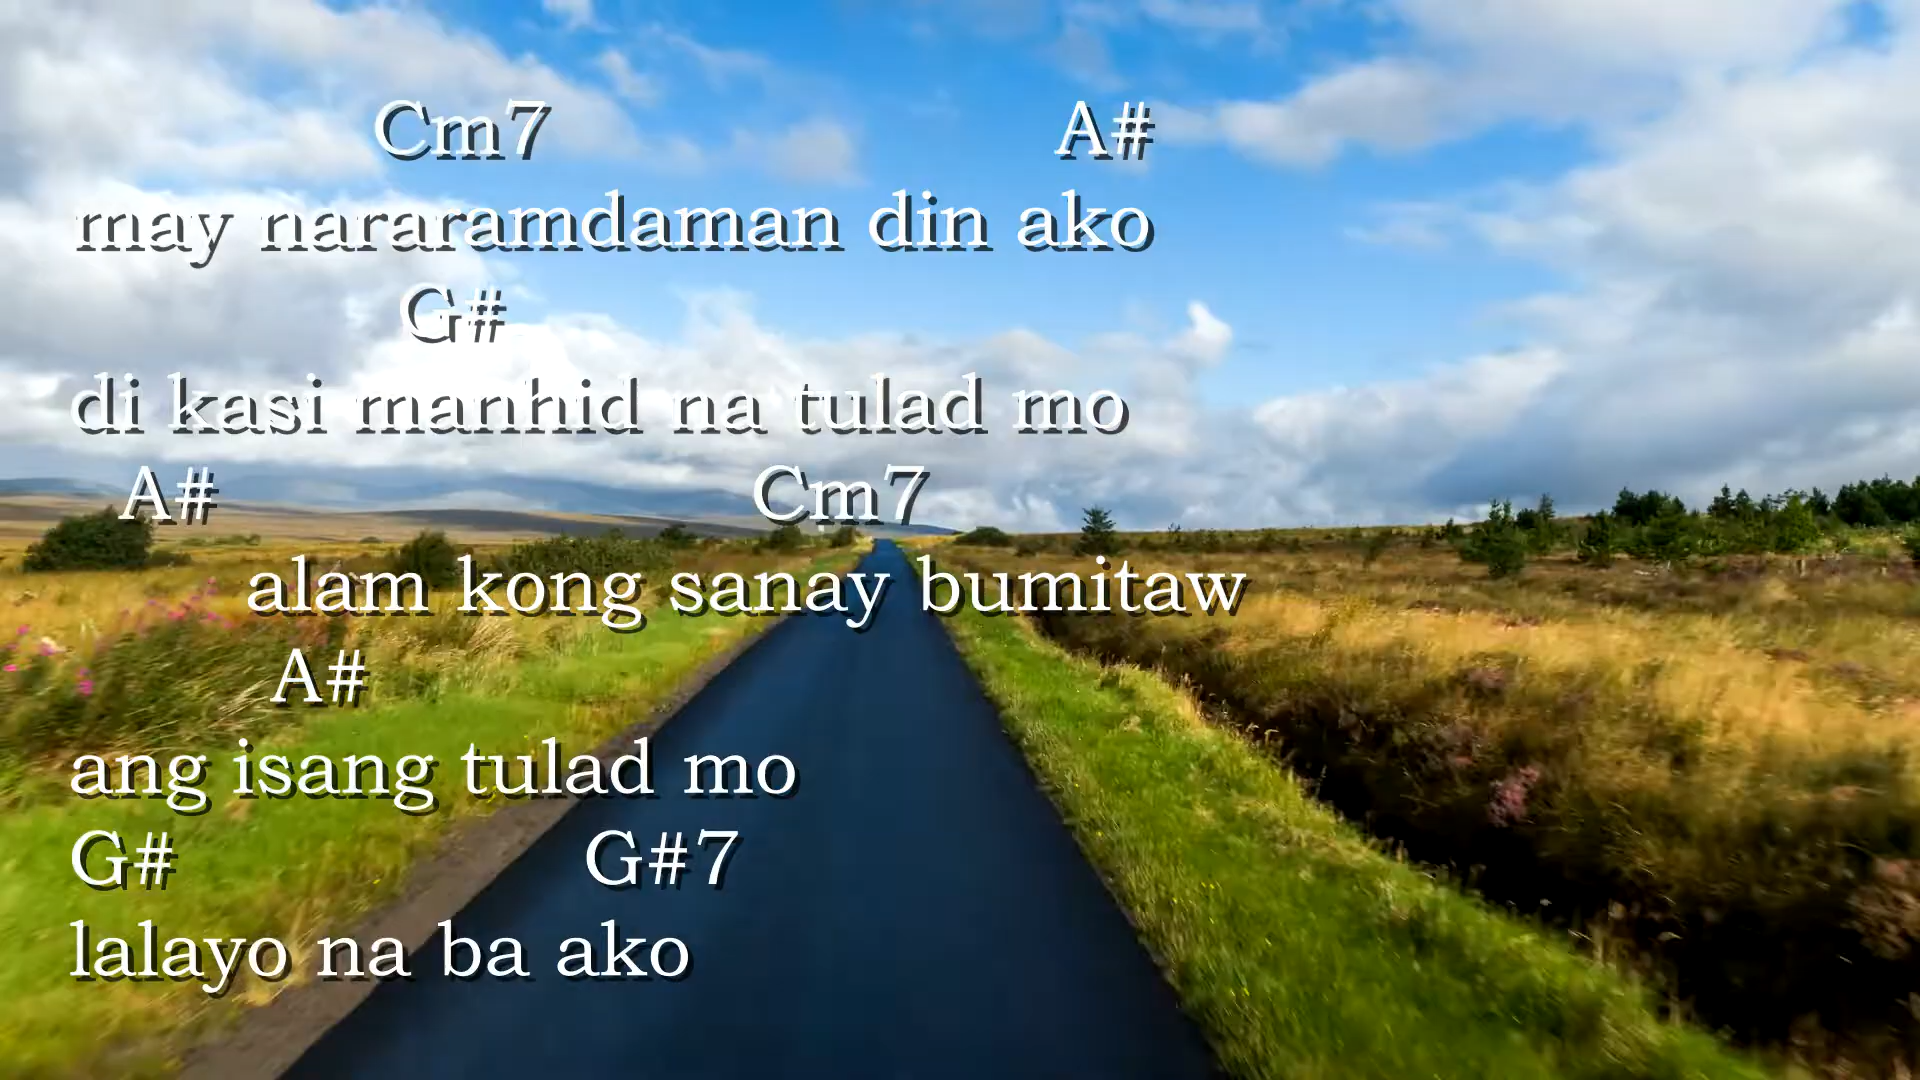 Cm7 A#
may nararamdaman din ako
G#
di kasi manhid na tulad mo
A# Cm7
alam kong sanay bumitaw
A#
ang isang tulad mo
G# G#7
lalayo na ba ako